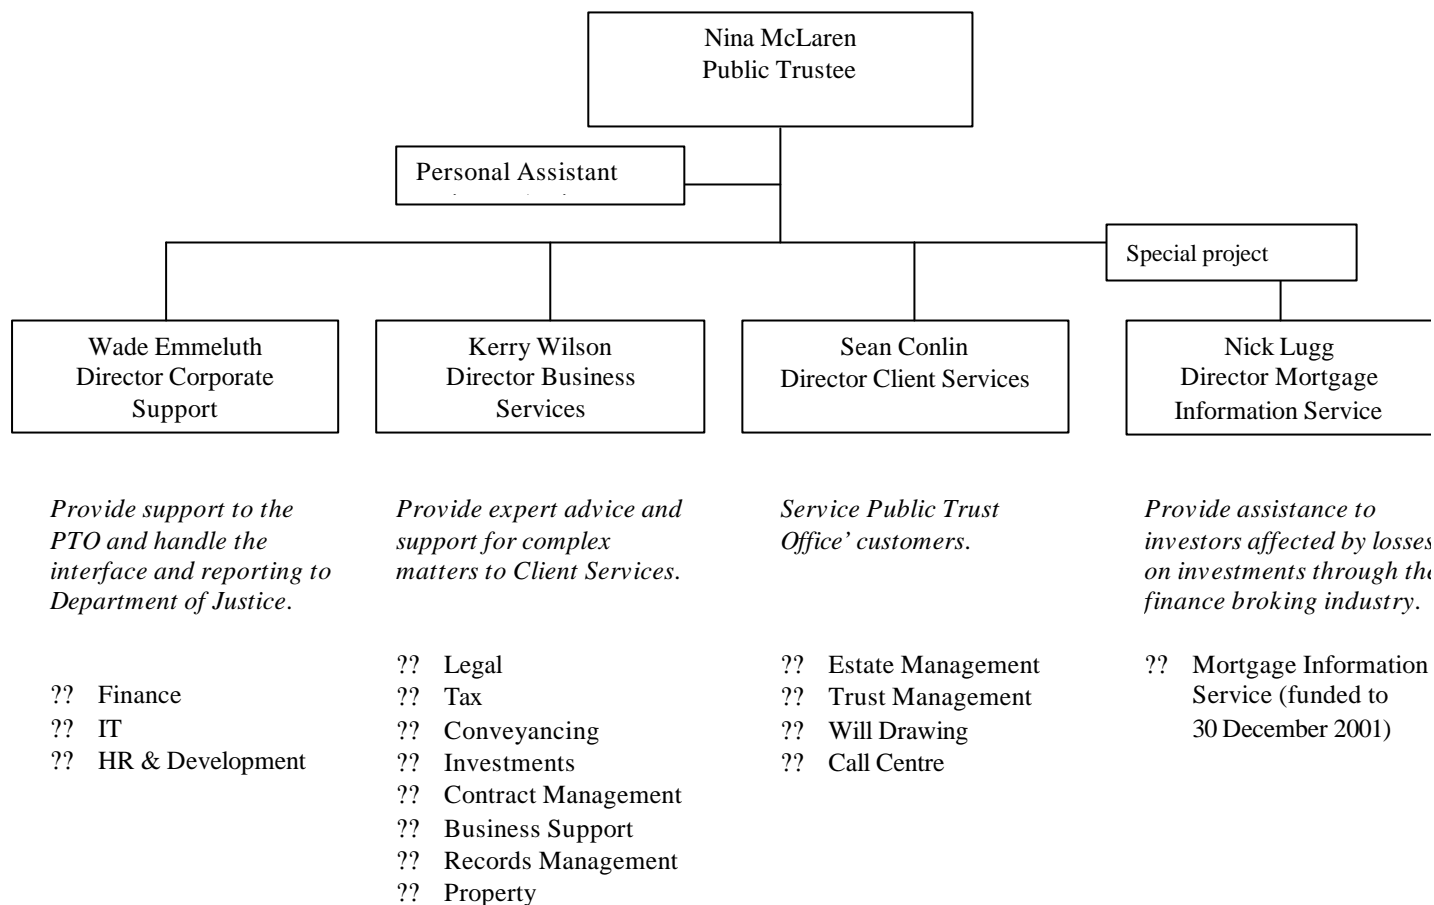 Nina McLaren
Public Trustee
Personal Assistant
Special project
Wade Emmeluth
Director Corporate
Support
Kerry Wilson
Director Business
Services
Sean Conlin
Director Client Services
Nick Lugg
Director Mortgage
Information Service
Provide support to the
PTO and handle the
interface and reporting to
Department of Justice.
?? Finance
?? IT
?? HR & Development
Provide expert advice and
support for complex
matters to Client Services.
?? Legal
?? Tax
?? Conveyancing
?? Investments
?? Contract Management
?? Business Support
?? Records Management
?? Property
Service Public Trust
Office’ customers.
?? Estate Management
?? Trust Management
?? Will Drawing
?? Call Centre
Provide assistance to
investors affected by losses
on investments through the
finance broking industry.
?? Mortgage Information
Service (funded to
30 December 2001)